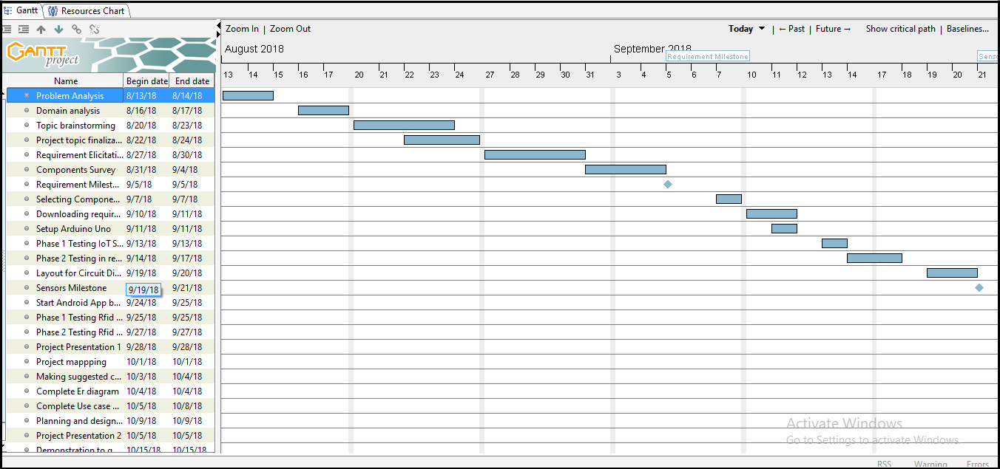 Gantt Resources Chart
Zoom In | Zoom Out Today | ← Past | Future → Show critical path | Baselines...
GANTT project
August 2018 September 2018
Requirement Milestone
13 14 15 16 17 20 21 22 23 24 27 28 29 30 31 3 4 5 6 7 10 11 12 13 14 17 18 19 20 21
Name Begin date End date
Problem Analysis 8/13/18 8/14/18
Domain analysis 8/16/18 8/17/18
Topic brainstorming 8/20/18 8/23/18
Project topic finaliza... 8/22/18 8/24/18
Requirement Elicitati... 8/27/18 8/30/18
Components Survey 8/31/18 9/4/18
Requirement Milest... 9/5/18 9/5/18
Selecting Compone... 9/7/18 9/7/18
Downloading requir... 9/10/18 9/11/18
Setup Arduino Uno 9/11/18 9/11/18
Phase 1 Testing IoT S... 9/13/18 9/13/18
Phase 2 Testing in re... 9/14/18 9/17/18
Layout for Circuit Di... 9/19/18 9/20/18
Sensors Milestone 9/19/18 9/21/18
Start Android App b... 9/24/18 9/25/18
Phase 1 Testing Rfid ... 9/25/18 9/25/18
Phase 2 Testing Rfid ... 9/27/18 9/27/18
Project Presentation 1 9/28/18 9/28/18
Project mappping 10/1/18 10/1/18
Making suggested c... 10/3/18 10/4/18
Complete Er diagram 10/4/18 10/4/18
Complete Use case ... 10/5/18 10/8/18
Planning and design... 10/9/18 10/9/18
Project Presentation 2 10/5/18 10/5/18
Demonstration to g... 10/15/18 10/15/18
Activate Windows
Go to Settings to activate Windows.
RSS Warning Errors